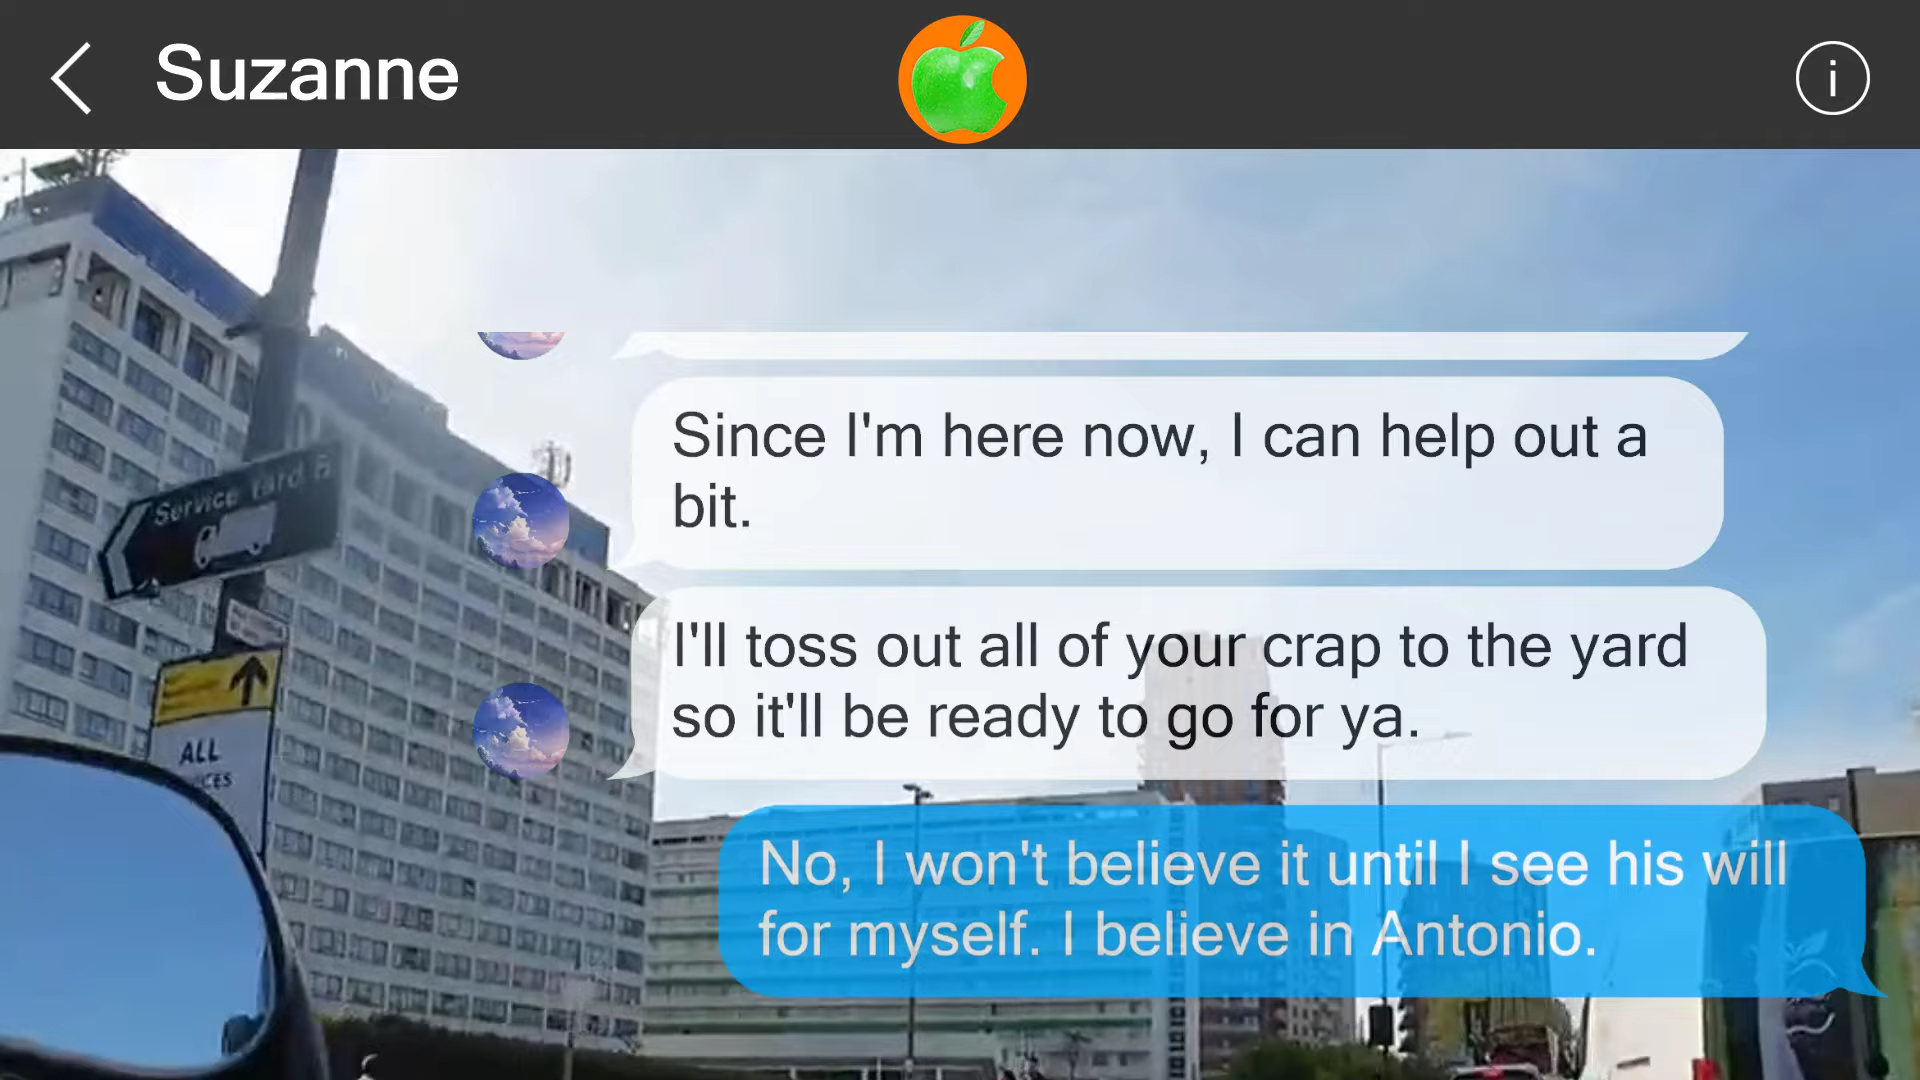 Suzanne
i
Since I'm here now, I can help out a
bit.
I'll toss out all of your crap to the yard
so it'll be ready to go for ya.
No, I won't believe it until I see his will
for myself. I believe in Antonio.
Service Yard
ALL